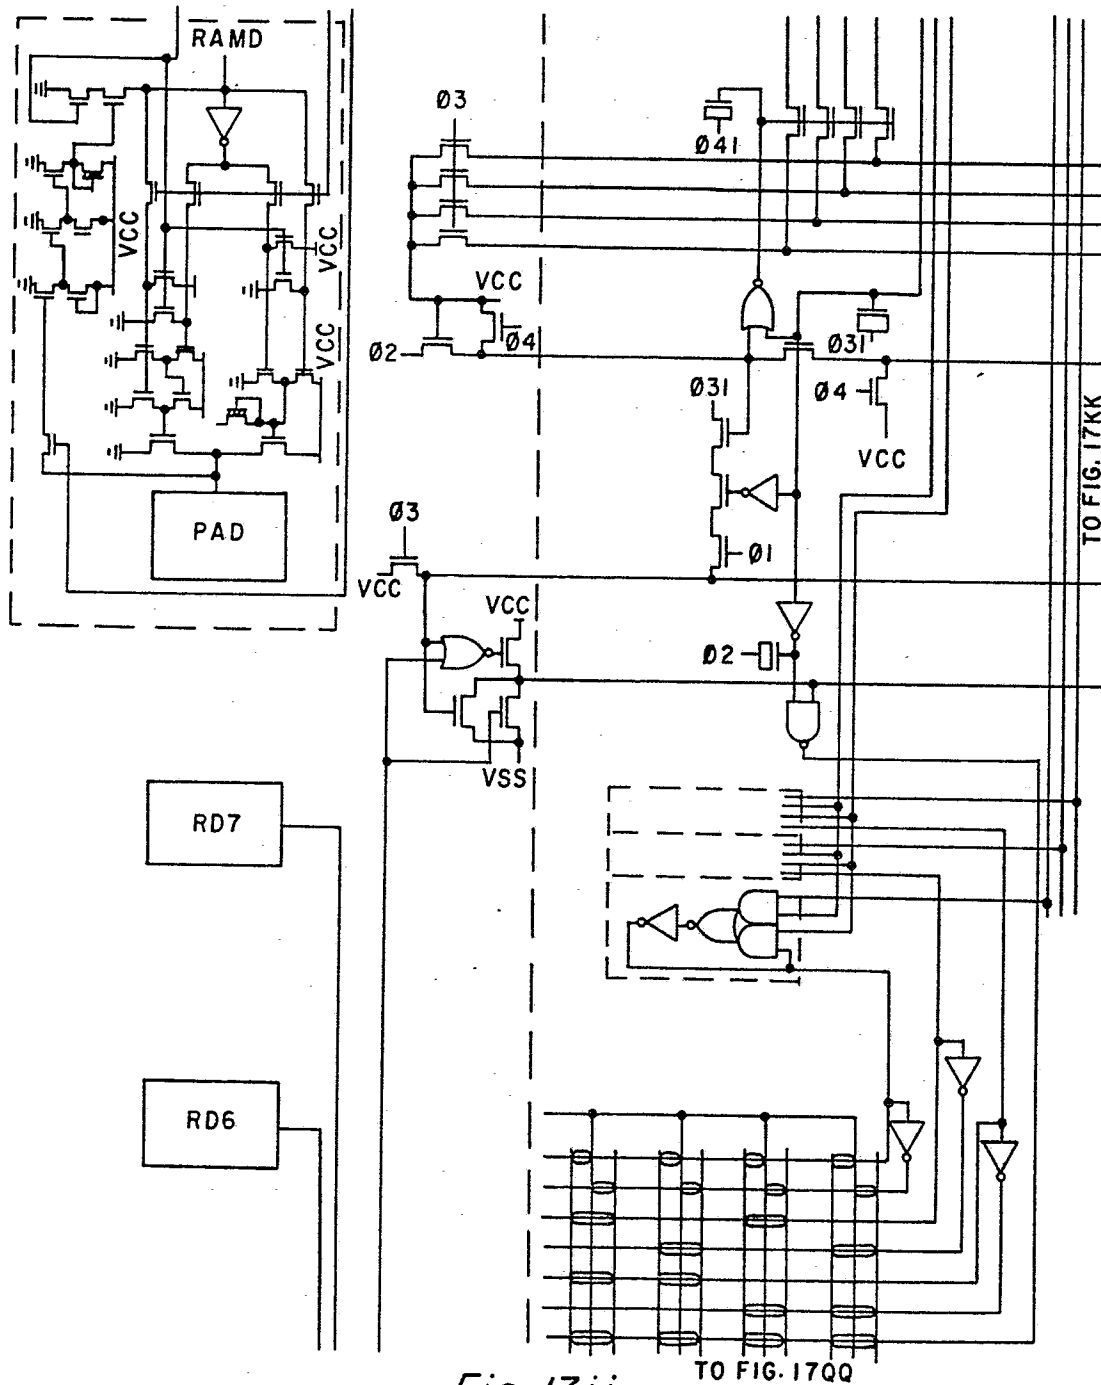 RAMD
VCC
VCC
VCC
PAD
Ø3
Ø41
VCC
Ø4
Ø2
Ø31
Ø4
VCC
Ø31
Ø1
TO FIG. 17KK
Ø3
VCC
VCC
Ø2
VSS
RD7
RD6
TO FIG. 17QQ